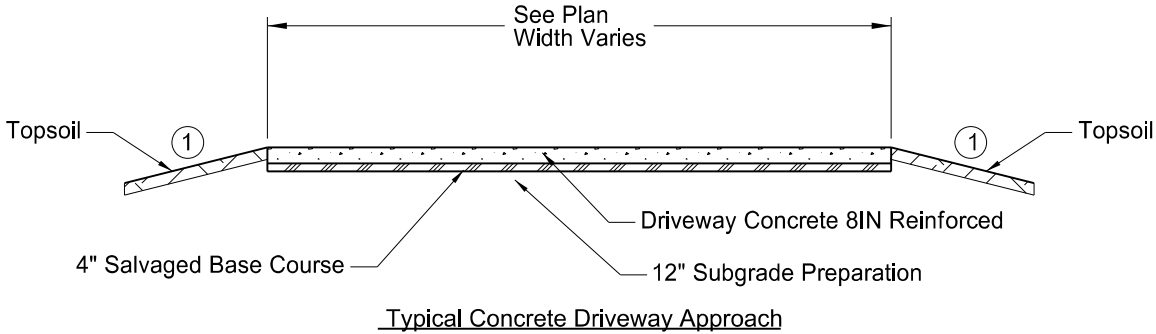 See Plan
Width Varies
Topsoil
1
1
Topsoil
Driveway Concrete 8IN Reinforced
4" Salvaged Base Course
12" Subgrade Preparation
Typical Concrete Driveway Approach